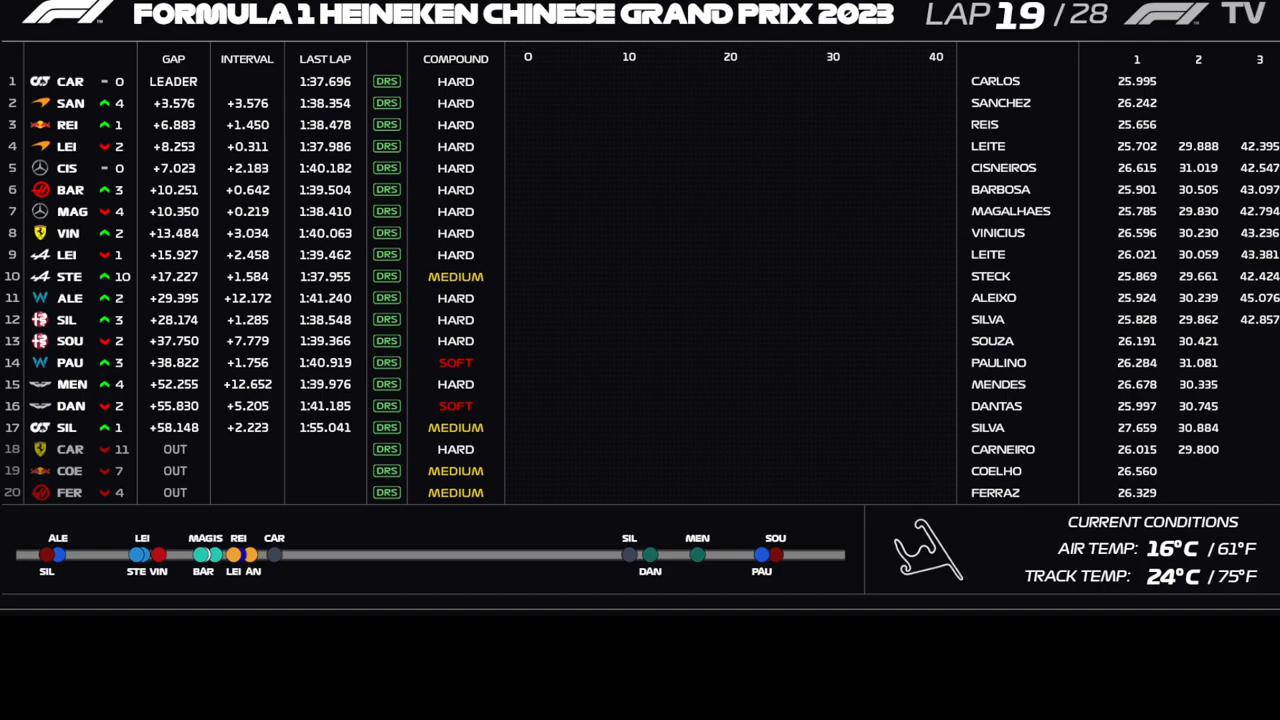 FORMULA 1 HEINEKEN CHINESE GRAND PRIX 2023 LAP 19 / 28 F1 TV
GAP INTERVAL LAST LAP COMPOUND 0 10 20 30 40 1 2 3
1 CAR - 0 LEADER 1:37.696 DRS HARD CARLOS 25.995
2 SAN 4 +3.576 +3.576 1:38.354 DRS HARD SANCHEZ 26.242
3 REI 1 +6.883 +1.450 1:38.478 DRS HARD REIS 25.656
4 LEI 2 +8.253 +0.311 1:37.986 DRS HARD LEITE 25.702 29.888 42.395
5 CIS - 0 +7.023 +2.183 1:40.182 DRS HARD CISNEIROS 26.615 31.019 42.547
6 BAR 3 +10.251 +0.642 1:39.504 DRS HARD BARBOSA 25.901 30.505 43.097
7 MAG 4 +10.350 +0.219 1:38.410 DRS HARD MAGALHAES 25.785 29.830 42.794
8 VIN 2 +13.484 +3.034 1:40.063 DRS HARD VINICIUS 26.596 30.230 43.236
9 LEI 1 +15.927 +2.458 1:39.462 DRS HARD LEITE 26.021 30.059 43.381
10 STE 10 +17.227 +1.584 1:37.955 DRS MEDIUM STECK 25.869 29.661 42.424
11 ALE 2 +29.395 +12.172 1:41.240 DRS HARD ALEIXO 25.924 30.239 45.076
12 SIL 3 +28.174 +1.285 1:38.548 DRS HARD SILVA 25.828 29.862 42.857
13 SOU 2 +37.750 +7.779 1:39.366 DRS HARD SOUZA 26.191 30.421
14 PAU 3 +38.822 +1.756 1:40.919 DRS SOFT PAULINO 26.284 31.081
15 MEN 4 +52.255 +12.652 1:39.976 DRS HARD MENDES 26.678 30.335
16 DAN 2 +55.830 +5.205 1:41.185 DRS SOFT DANTAS 25.997 30.745
17 SIL 1 +58.148 +2.223 1:55.041 DRS MEDIUM SILVA 27.659 30.884
18 CAR 11 OUT DRS HARD CARNEIRO 26.015 29.800
19 COE 7 OUT DRS MEDIUM COELHO 26.560
20 FER 4 OUT DRS MEDIUM FERRAZ 26.329
ALE LEI MAGIS REI CAR SIL MEN SOU
SIL STE VIN BAR LEI AN DAN PAU
CURRENT CONDITIONS
AIR TEMP: 16°C / 61°F
TRACK TEMP: 24°C / 75°F